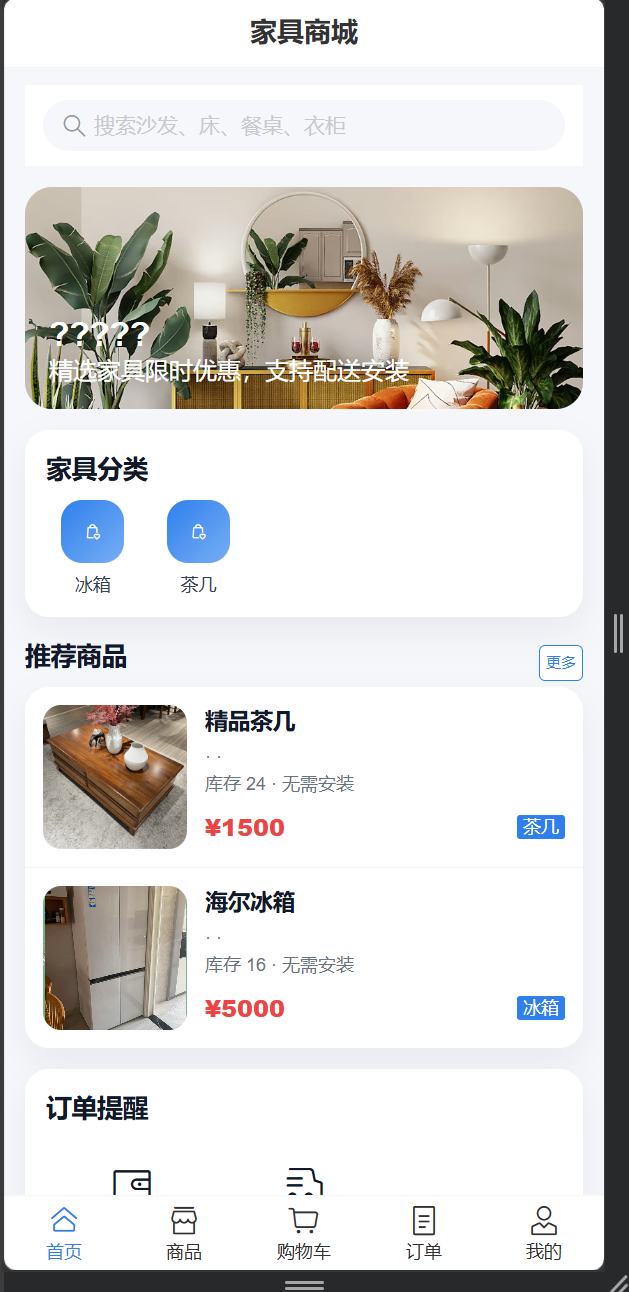 家具商城
搜索沙发、床、餐桌、衣柜
?????
精选家具限时优惠，支持配送安装
家具分类
冰箱
茶几
推荐商品
更多
精品茶几
· ·
库存 24 · 无需安装
¥1500
茶几
海尔冰箱
· ·
库存 16 · 无需安装
¥5000
冰箱
订单提醒
首页
商品
购物车
订单
我的